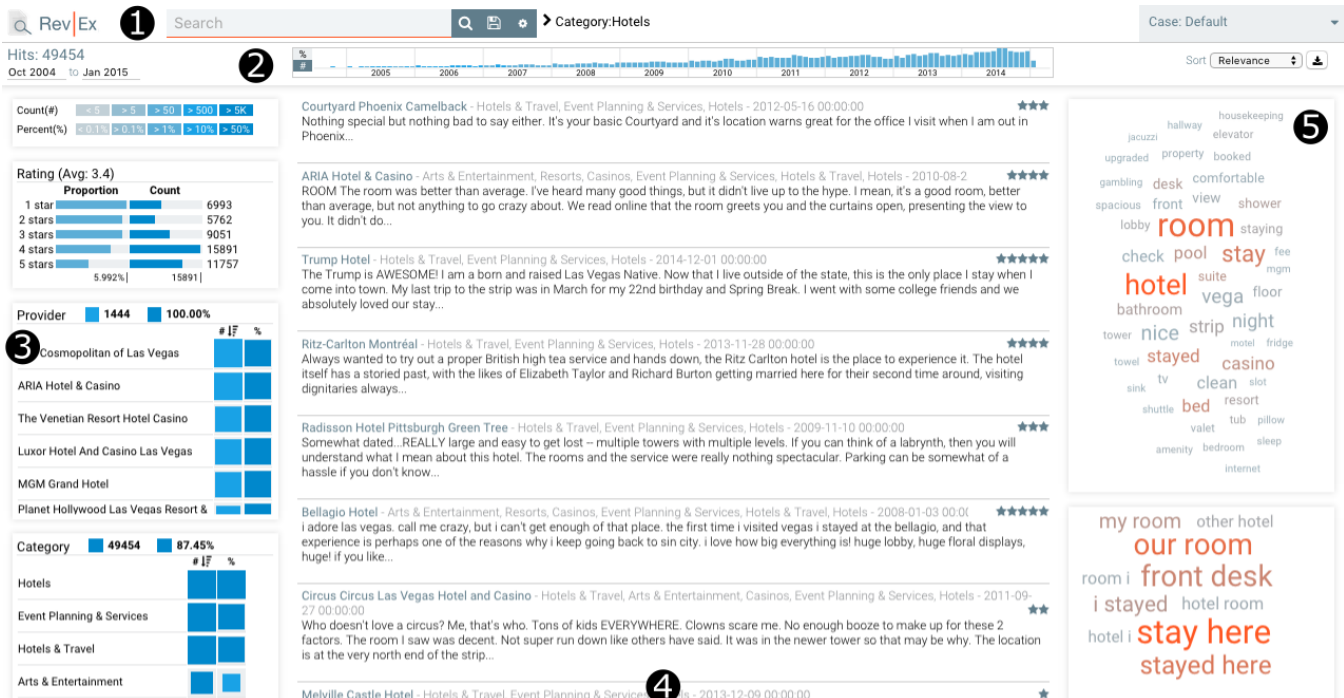 Rev|Ex
1
Search
Category:Hotels
Case: Default
Hits: 49454
Oct 2004 to Jan 2015
2
%
#
2005 2006 2007 2008 2009 2010 2011 2012 2013 2014
Sort Relevance
Count(#) < 5 > 5 > 50 > 500 > 5K
Percent(%) < 0.1% > 0.1% > 1% > 10% > 50%
Rating (Avg: 3.4)
Proportion Count
1 star 6993
2 stars 5762
3 stars 9051
4 stars 15891
5 stars 11757
5.992% 15891
Provider 1444 100.00%
# %
3
Cosmopolitan of Las Vegas
ARIA Hotel & Casino
The Venetian Resort Hotel Casino
Luxor Hotel And Casino Las Vegas
MGM Grand Hotel
Planet Hollywood Las Vegas Resort &
Category 49454 87.45%
# %
Hotels
Event Planning & Services
Hotels & Travel
Arts & Entertainment
Courtyard Phoenix Camelback - Hotels & Travel, Event Planning & Services, Hotels - 2012-05-16 00:00:00
Nothing special but nothing bad to say either. It's your basic Courtyard and it's location warns great for the office I visit when I am out in
Phoenix...
ARIA Hotel & Casino - Arts & Entertainment, Resorts, Casinos, Event Planning & Services, Hotels & Travel, Hotels - 2010-08-2
ROOM The room was better than average. I've heard many good things, but it didn't live up to the hype. I mean, it's a good room, better
than average, but not anything to go crazy about. We read online that the room greets you and the curtains open, presenting the view to
you. It didn't do...
Trump Hotel - Hotels & Travel, Event Planning & Services, Hotels - 2014-12-01 00:00:00
The Trump is AWESOME! I am a born and raised Las Vegas Native. Now that I live outside of the state, this is the only place I stay when I
come into town. My last trip to the strip was in March for my 22nd birthday and Spring Break. I went with some college friends and we
absolutely loved our stay...
Ritz-Carlton Montréal - Hotels & Travel, Event Planning & Services, Hotels - 2013-11-28 00:00:00
Always wanted to try out a proper British high tea service and hands down, the Ritz Carlton hotel is the place to experience it. The hotel
itself has a storied past, with the likes of Elizabeth Taylor and Richard Burton getting married here for their second time around, visiting
dignitaries always...
Radisson Hotel Pittsburgh Green Tree - Hotels & Travel, Event Planning & Services, Hotels - 2009-11-10 00:00:00
Somewhat dated...REALLY large and easy to get lost -- multiple towers with multiple levels. If you can think of a labrynth, then you will
understand what I mean about this hotel. The rooms and the service were really nothing spectacular. Parking can be somewhat of a
hassle if you don't know...
Bellagio Hotel - Arts & Entertainment, Resorts, Casinos, Event Planning & Services, Hotels & Travel, Hotels - 2008-01-03 00:00
i adore las vegas. call me crazy, but i can't get enough of that place. the first time i visited vegas i stayed at the bellagio, and that
experience is perhaps one of the reasons why i keep going back to sin city. i love how big everything is! huge lobby, huge floral displays,
huge! if you like...
Circus Circus Las Vegas Hotel and Casino - Hotels & Travel, Arts & Entertainment, Casinos, Event Planning & Services, Hotels - 2011-09-
27 00:00:00
Who doesn't love a circus? Me, that's who. Tons of kids EVERYWHERE. Clowns scare me. No enough booze to make up for these 2
factors. The room I saw was decent. Not super run down like others have said. It was in the newer tower so that may be why. The location
is at the very north end of the strip...
4
Melville Castle Hotel - Hotels & Travel, Event Planning & Services - 2013-12-09 00:00:00
5
housekeeping
hallway
jacuzzi elevator
upgraded property booked
gambling desk comfortable
spacious front view shower
lobby room staying
check pool stay fee
mgm
hotel suite
vega floor
bathroom
tower nice strip night
motel fridge
towel stayed casino
sink tv clean slot
shuttle bed resort
tub pillow
valet
amenity bedroom sleep
internet
my room other hotel
our room
room i front desk
i stayed hotel room
hotel i stay here
stayed here